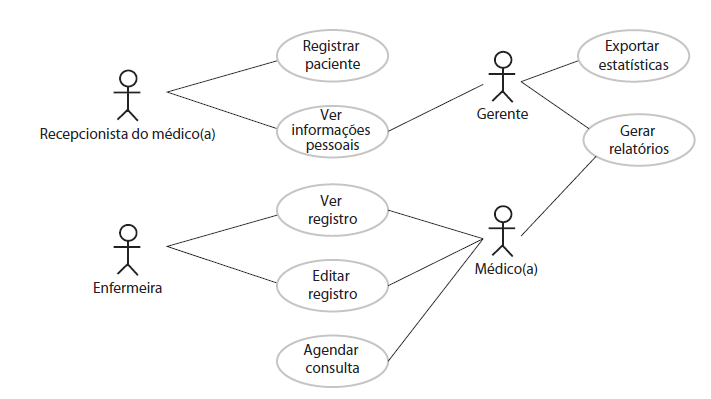 Registrar
paciente
Exportar
estatísticas
Recepcionista do médico(a)
Ver
informações
pessoais
Gerente
Gerar
relatórios
Ver
registro
Enfermeira
Editar
registro
Médico(a)
Agendar
consulta